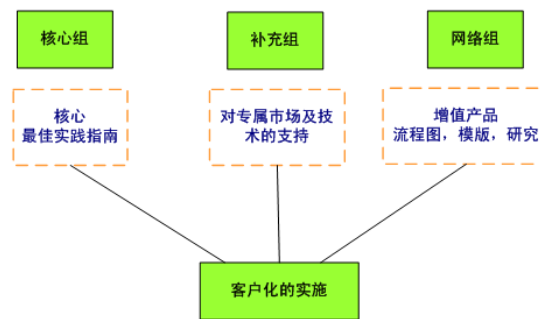 核心组
补充组
网络组
核心
最佳实践指南
对专属市场及技
术的支持
增值产品
流程图，模版，研究
客户化的实施